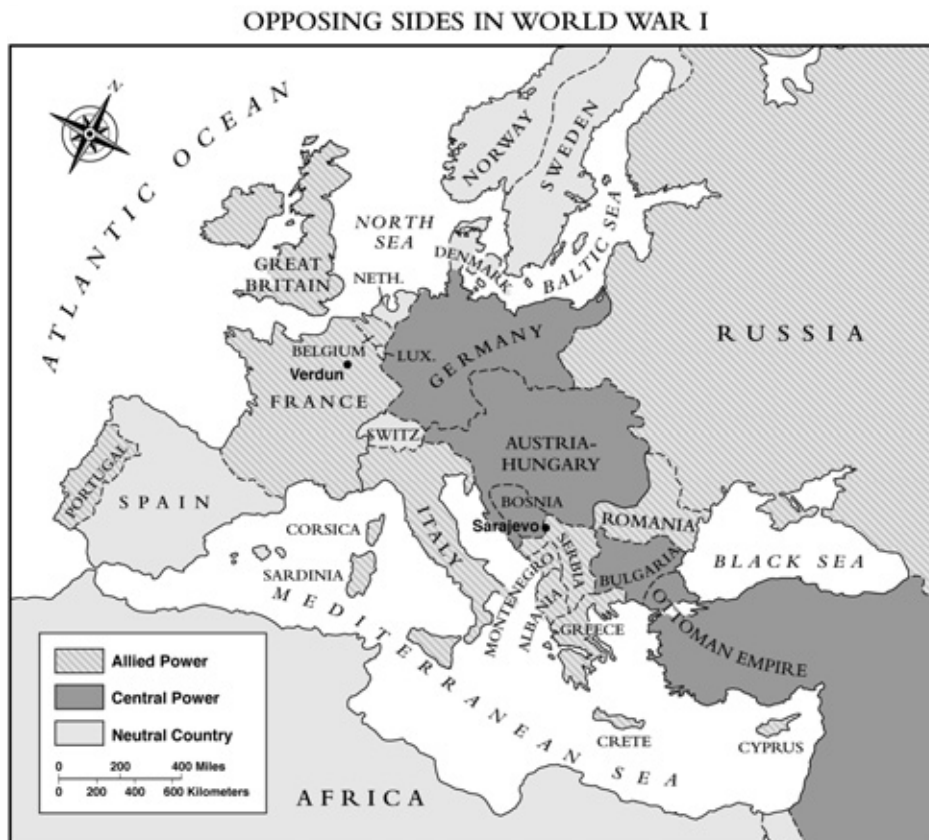 OPPOSING SIDES IN WORLD WAR I
N
ATLANTIC OCEAN
NORWAY
SWEDEN
NORTH
SEA
BALTIC SEA
DENMARK
GREAT
BRITAIN
NETH.
RUSSIA
BELGIUM
LUX.
GERMANY
Verdun
FRANCE
SWITZ
AUSTRIA-
HUNGARY
PORTUGAL
SPAIN
BOSNIA
Sarajevo
ROMANIA
CORSICA
ITALY
SERBIA
BLACK SEA
SARDINIA
MONTENEGRO
BULGARIA
ALBANIA
GREECE
OTTOMAN EMPIRE
MEDITERRANEAN SEA
CRETE
CYPRUS
AFRICA
Allied Power
Central Power
Neutral Country
0 200 400 Miles
0 200 400 600 Kilometers